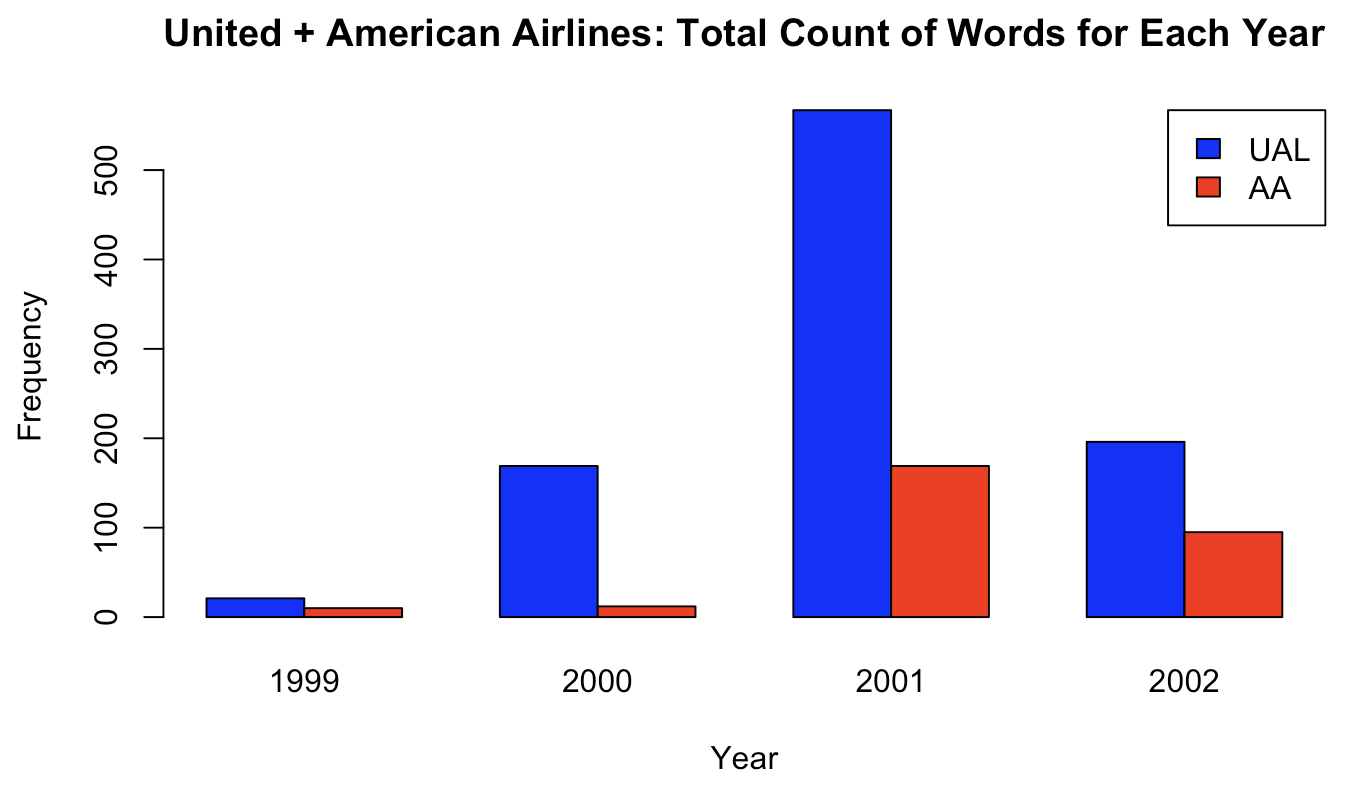 United + American Airlines: Total Count of Words for Each Year
UAL
AA
Frequency
500
400
300
200
100
0
1999 2000 2001 2002
Year